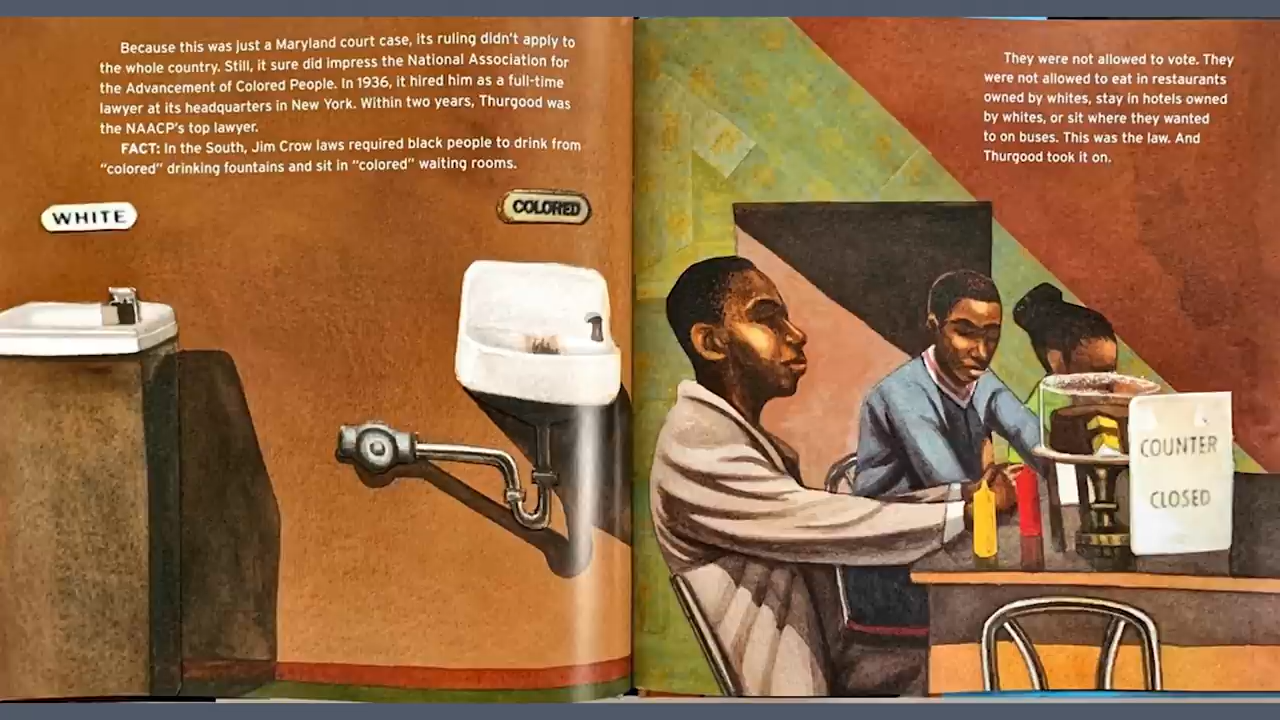 Because this was just a Maryland court case, its ruling didn't apply to
the whole country. Still, it sure did impress the National Association for
the Advancement of Colored People. In 1936, it hired him as a full-time
lawyer at its headquarters in New York. Within two years, Thurgood was
the NAACP's top lawyer.
FACT: In the South, Jim Crow laws required black people to drink from
"colored" drinking fountains and sit in "colored" waiting rooms.
WHITE
COLORED
They were not allowed to vote. They
were not allowed to eat in restaurants
owned by whites, stay in hotels owned
by whites, or sit where they wanted
to on buses. This was the law. And
Thurgood took it on.
COUNTER
CLOSED